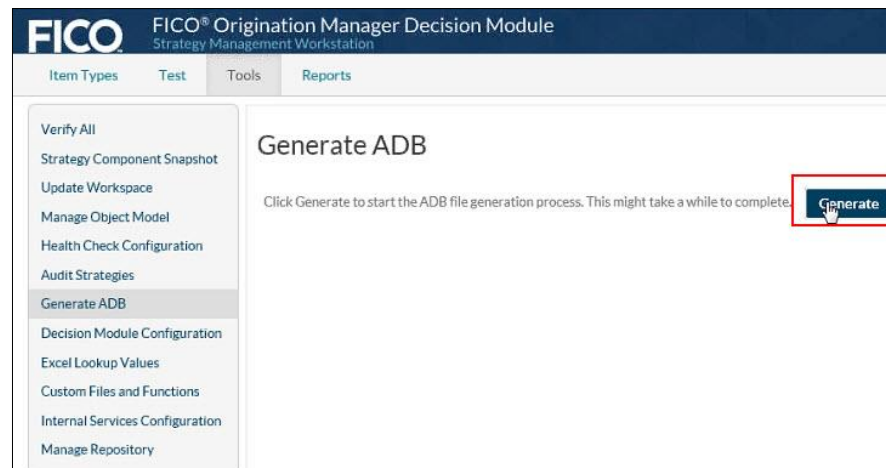 FICO
FICO® Origination Manager Decision Module
Strategy Management Workstation
Item Types
Test
Tools
Reports
Verify All
Strategy Component Snapshot
Update Workspace
Manage Object Model
Health Check Configuration
Audit Strategies
Generate ADB
Decision Module Configuration
Excel Lookup Values
Custom Files and Functions
Internal Services Configuration
Manage Repository
Generate ADB
Click Generate to start the ADB file generation process. This might take a while to complete.
Generate